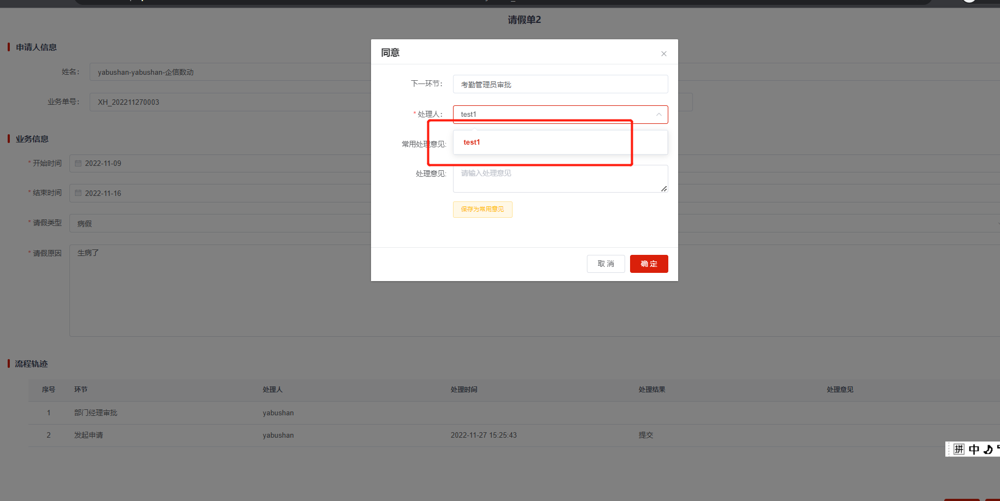 请假单2
申请人信息
姓名： yabushan-yabushan-企信数动
业务单号： XH_202211270003
业务信息
* 开始时间 2022-11-09
* 结束时间 2022-11-16
* 请假类型 病假
* 请假原因 生病了
同意
下一环节： 考勤管理员审批
* 处理人： test1
test1
常用处理意见:
处理意见: 请输入处理意见
保存为常用意见
取消 确定
流程轨迹
序号 环节 处理人 处理时间 处理结果 处理意见
1 部门经理审批 yabushan
2 发起申请 yabushan 2022-11-27 15:25:43 提交
拼 中